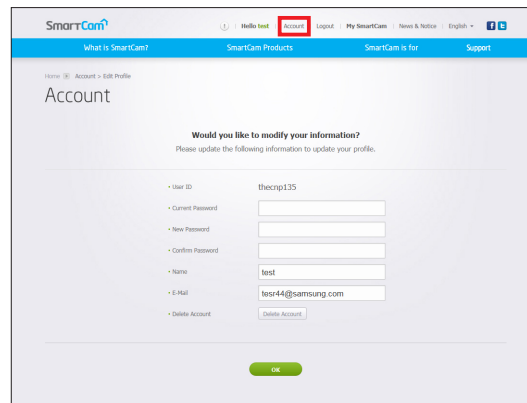 SmartCam
Hello test Account Logout My SmartCam News & Notice English
What is SmartCam? SmartCam Products SmartCam is for Support
Home Account > Edit Profile
Account
Would you like to modify your information?
Please update the following information to update your profile.
• User ID thecnp135
• Current Password
• New Password
• Confirm Password
• Name test
• E-Mail tesr44@samsung.com
• Delete Account Delete Account
OK